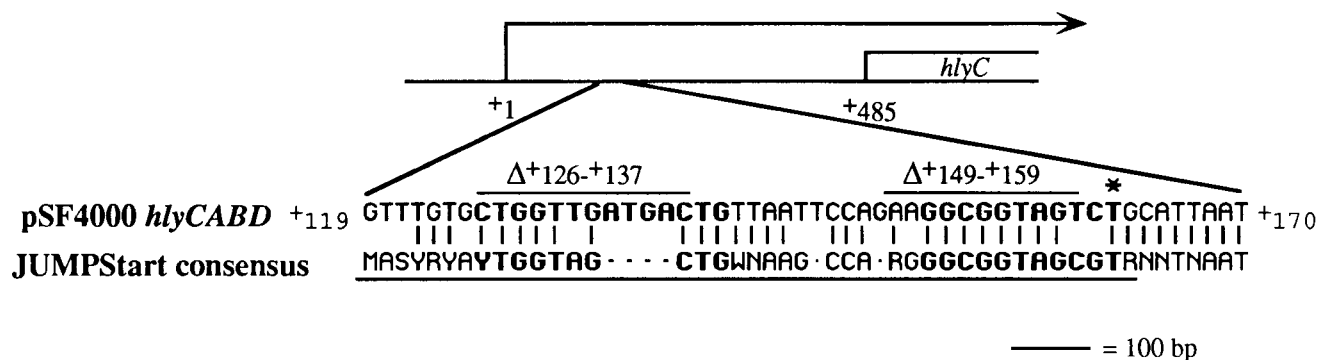 hlyC
+1
+485
Δ+126-+137
Δ+149-+159
*
pSF4000 hlyCABD +119 GTTTGTGCTGGTTGATGACTGTTAATTCCAGAAGGCGGTAGTCTGCATTAAT +170
JUMPStart consensus MASYRYAYTGGTAG----CTGWNAAG·CCA·RGGGCGGTAGCGTRNNTNAAT
= 100 bp